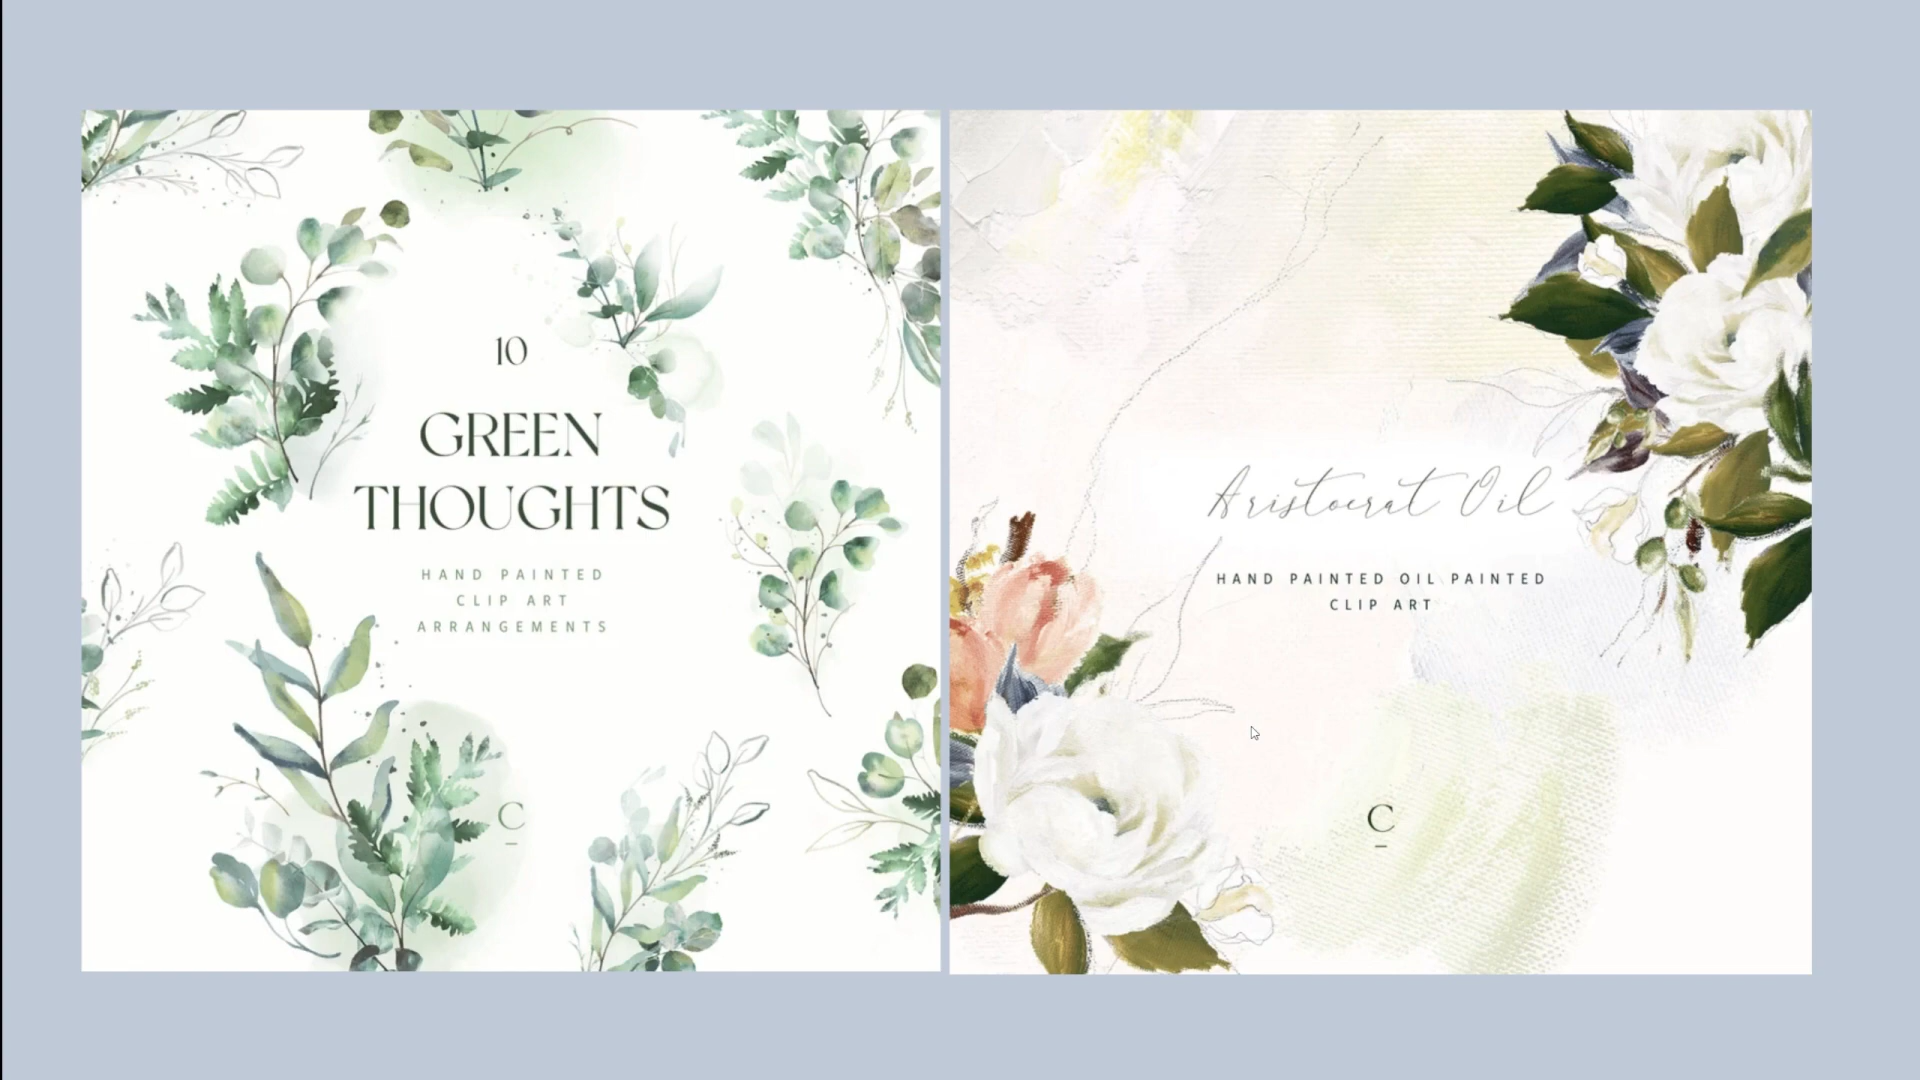 10
GREEN
THOUGHTS
HAND PAINTED
CLIP ART
ARRANGEMENTS
C
Aristocrat Oil
HAND PAINTED OIL PAINTED
CLIP ART
C